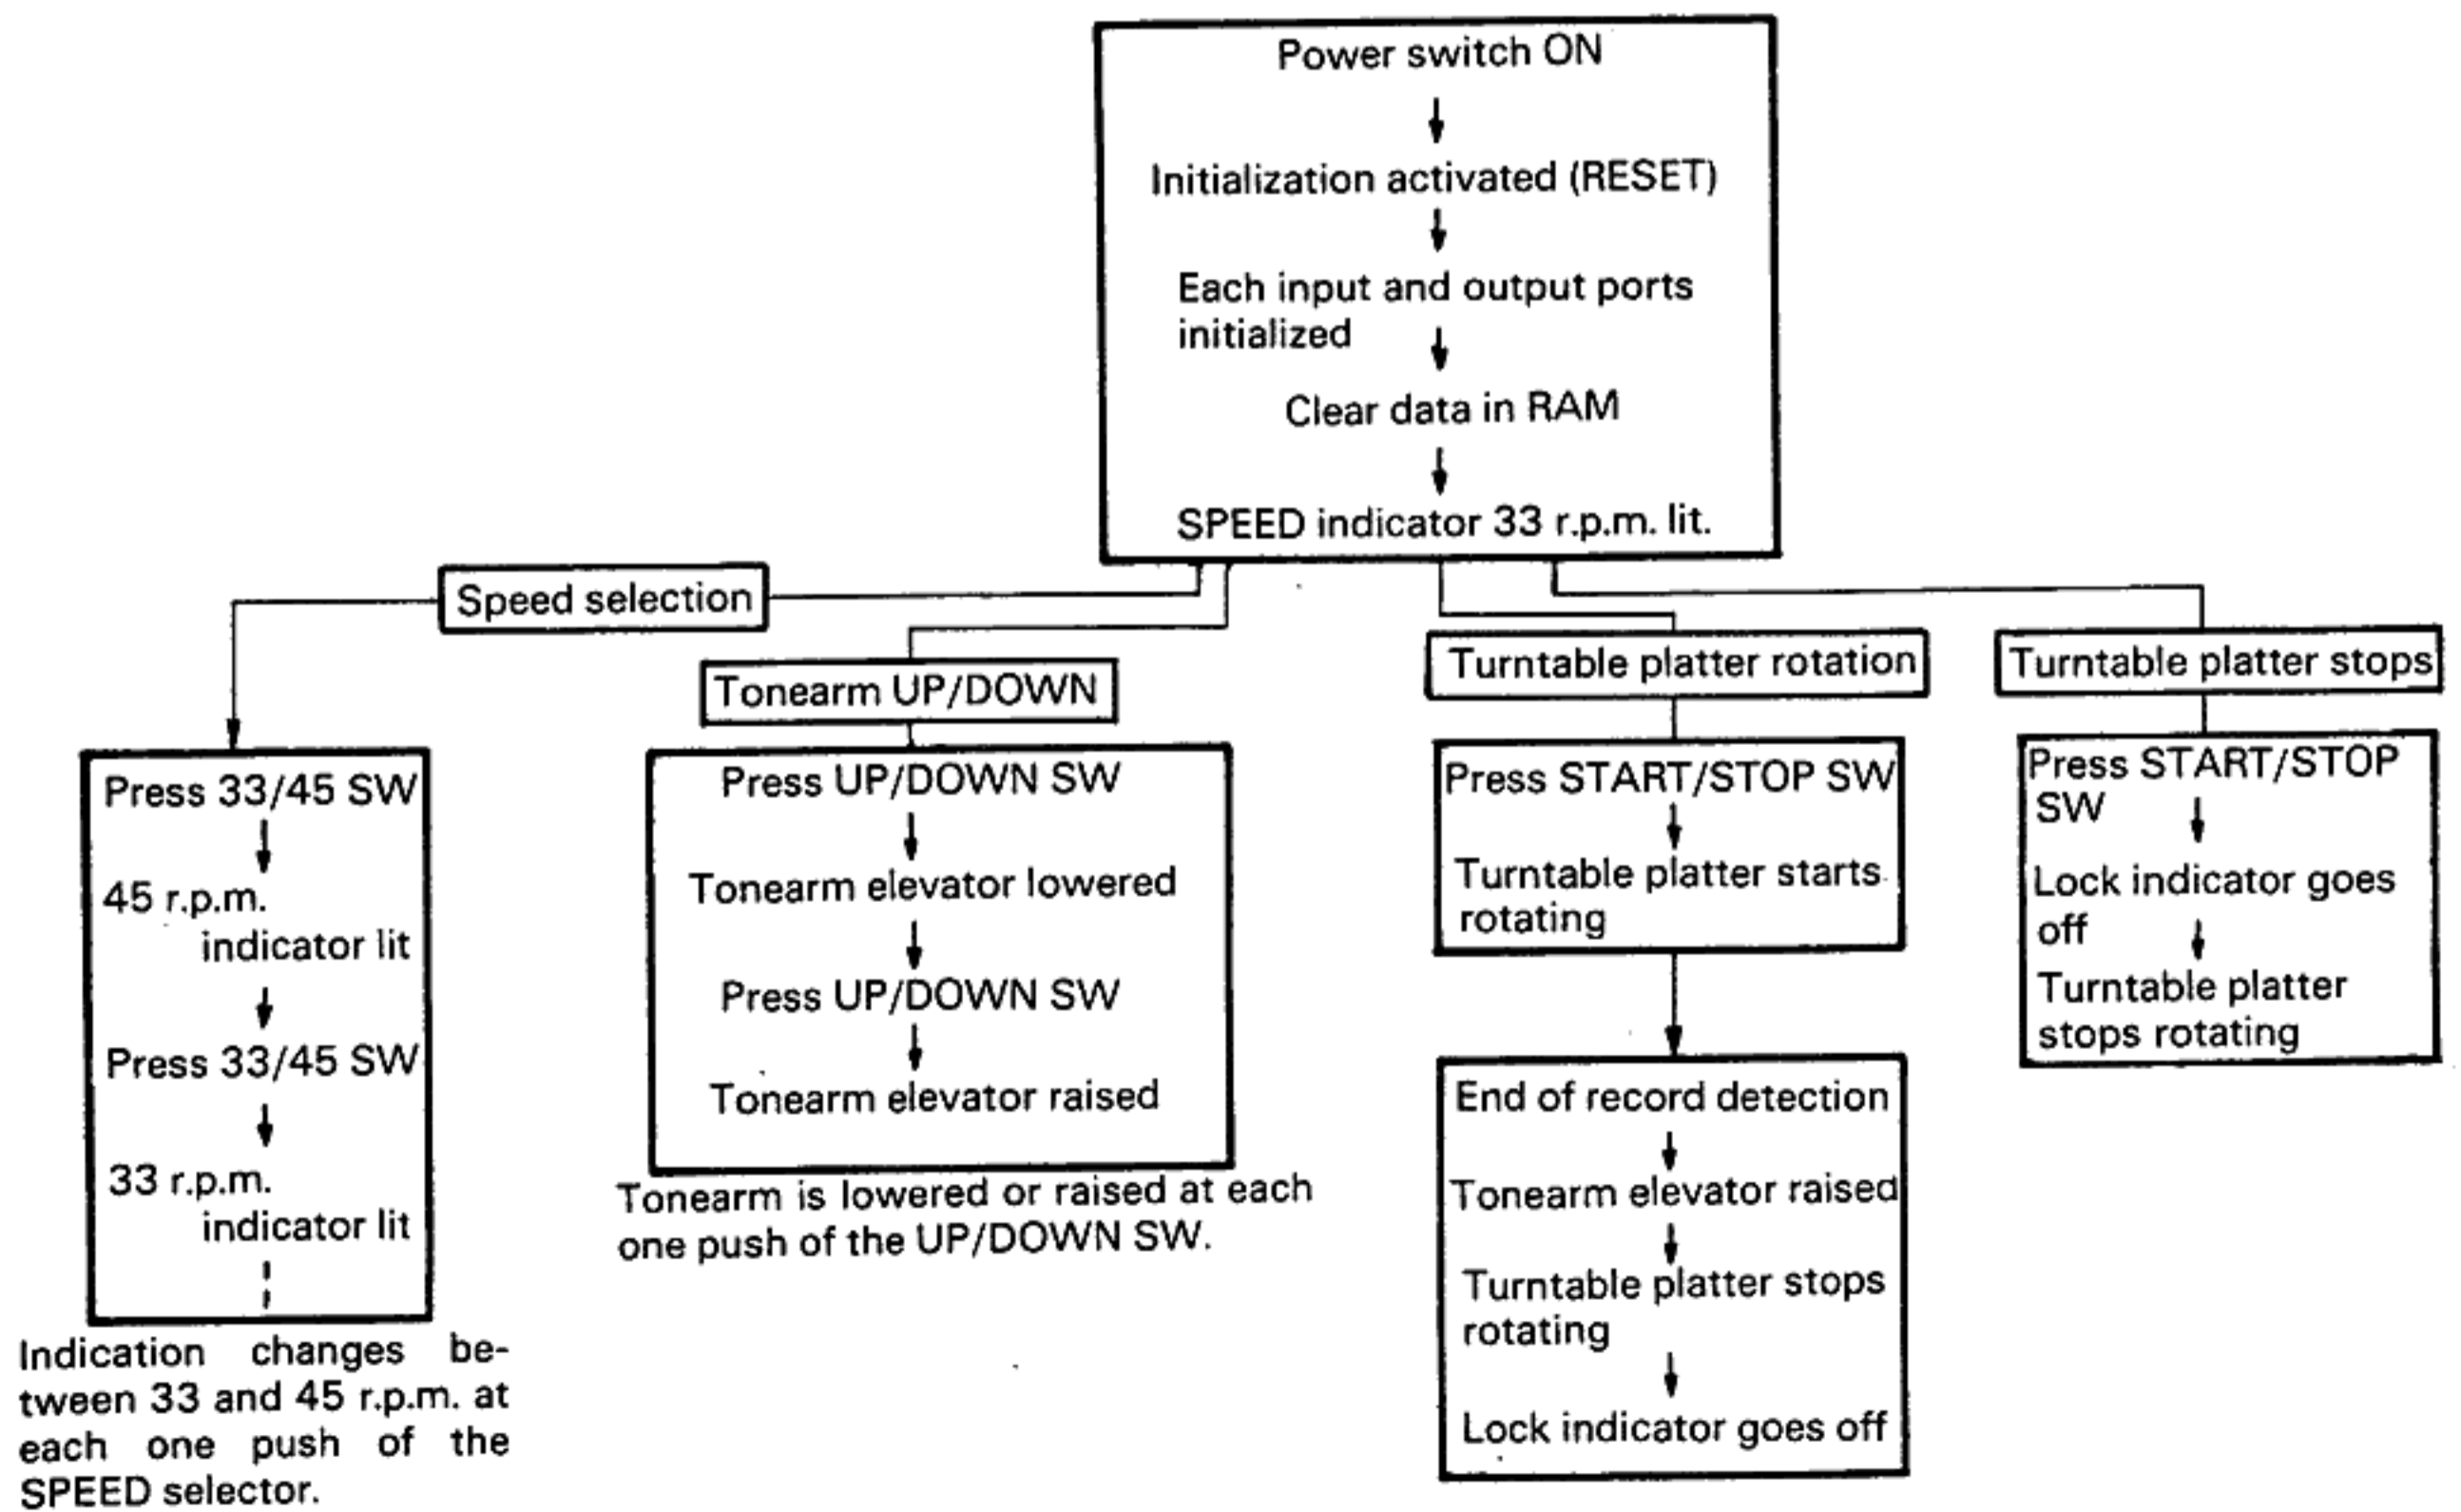 Power switch ON
Initialization activated (RESET)
Each input and output ports
initialized
Clear data in RAM
SPEED indicator 33 r.p.m. lit.
Speed selection
Press 33/45 SW
45 r.p.m.
indicator lit
Press 33/45 SW
33 r.p.m.
indicator lit
Indication changes be-
tween 33 and 45 r.p.m. at
each one push of the
SPEED selector.
Tonearm UP/DOWN
Press UP/DOWN SW
Tonearm elevator lowered
Press UP/DOWN SW
Tonearm elevator raised
Tonearm is lowered or raised at each
one push of the UP/DOWN SW.
Turntable platter rotation
Press START/STOP SW
Turntable platter starts
rotating
End of record detection
Tonearm elevator raised
Turntable platter stops
rotating
Lock indicator goes off
Turntable platter stops
Press START/STOP
SW
Lock indicator goes
off
Turntable platter
stops rotating